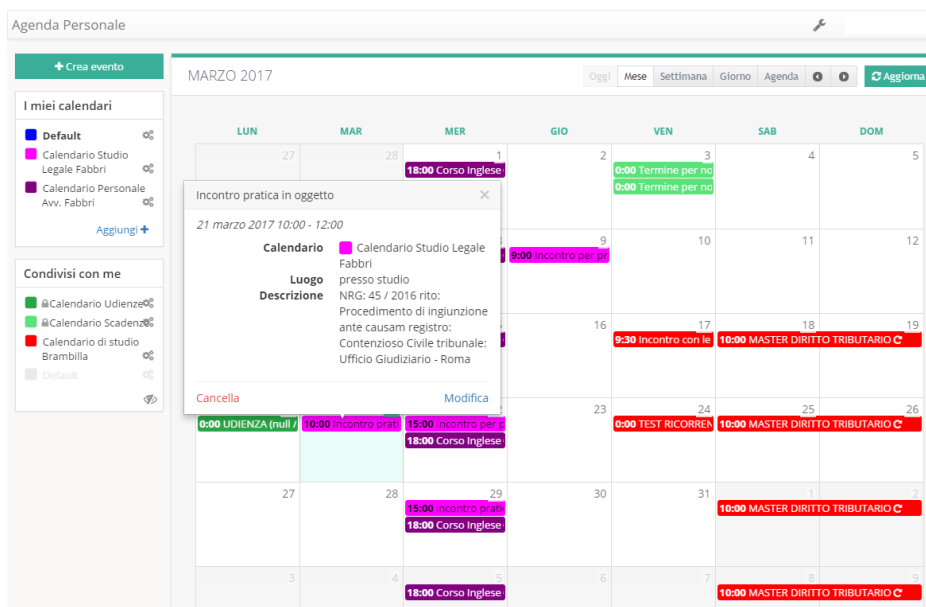 Agenda Personale
+ Crea evento
I miei calendari
Default
Calendario Studio
Legale Fabbri
Calendario Personale
Avv. Fabbri
Aggiungi +
Condivisi con me
Calendario Udienze
Calendario Scadenz
Calendario di studio
Brambilla
Default
MARZO 2017
Oggi Mese Settimana Giorno Agenda Aggiorna
LUN MAR MER GIO VEN SAB DOM
27 28 1 2 3 4 5
18:00 Corso Inglese
0:00 Termine per no
0:00 Termine per no
Incontro pratica in oggetto ×
21 marzo 2017 10:00 - 12:00
Calendario Calendario Studio Legale
Fabbri
Luogo presso studio
Descrizione NRG: 45 / 2016 rito:
Procedimento di ingiunzione
ante causam registro:
Contenzioso Civile tribunale:
Ufficio Giudiziario - Roma
Cancella Modifica
9 10 11 12
9:00 Incontro per pr
16 17 18 19
9:30 Incontro con le 10:00 MASTER DIRITTO TRIBUTARIO
23 24 25 26
0:00 UDIENZA (null / 10:00 Incontro prati 15:00 Incontro per p 0:00 TEST RICORREN 10:00 MASTER DIRITTO TRIBUTARIO
18:00 Corso Inglese
27 28 29 30 31 1 2
15:00 Incontro prati 10:00 MASTER DIRITTO TRIBUTARIO
18:00 Corso Inglese
3 4 5 6 7 8 9
18:00 Corso Inglese 10:00 MASTER DIRITTO TRIBUTARIO